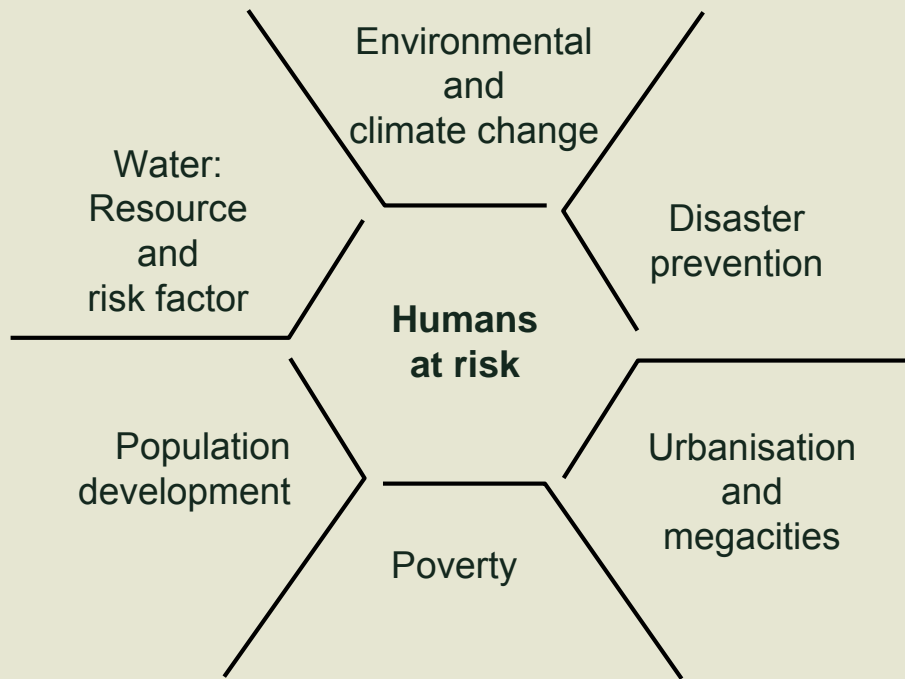 Environmental
and
climate change
Water:
Resource
and
risk factor
Disaster
prevention
Humans
at risk
Population
development
Urbanisation
and
megacities
Poverty